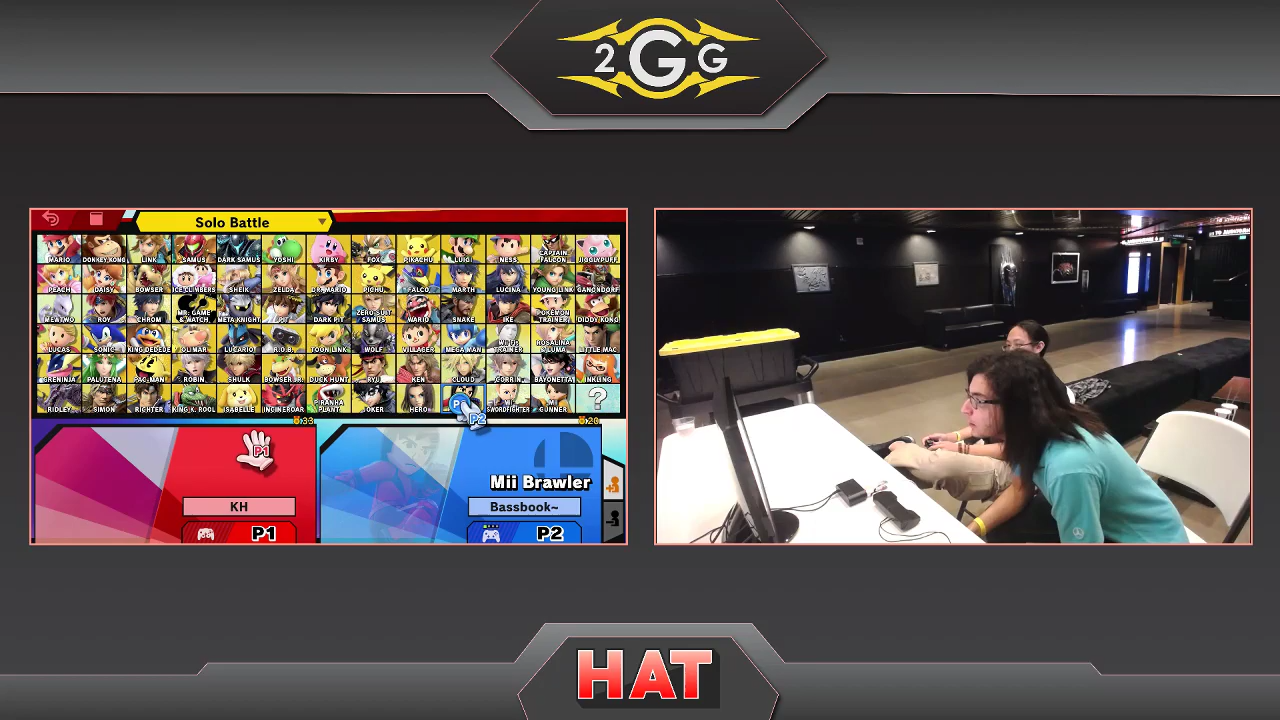 2GG
Solo Battle
MARIO DONKEY KONG LINK SAMUS DARK SAMUS YOSHI KIRBY FOX PIKACHU LUIGI NESS CAPTAIN FALCON JIGGLYPUFF
PEACH DAISY BOWSER ICE CLIMBERS SHEIK ZELDA DR. MARIO PICHU FALCO MARTH LUCINA YOUNG LINK GANONDORF
MEWTWO ROY CHROM MR. GAME & WATCH META KNIGHT PIT DARK PIT ZERO SUIT SAMUS WARIO SNAKE IKE POKÉMON TRAINER DIDDY KONG
LUCAS SONIC KING DEDEDE OLIMAR LUCARIO R.O.B. TOON LINK WOLF VILLAGER MEGA MAN Wii Fit TRAINER ROSALINA & LUMA LITTLE MAC
GRENINJA PALUTENA PAC-MAN ROBIN SHULK BOWSER JR. DUCK HUNT RYU KEN CLOUD CORRIN BAYONETTA INKLING
RIDLEY SIMON RICHTER KING K. ROOL ISABELLE INCINEROAR PIRANHA PLANT JOKER HERO SWORDFIGHTER GUNNER ?
P2
33
20
P1
Mii Brawler
KH
Bassbook~
P1
P2
HAT